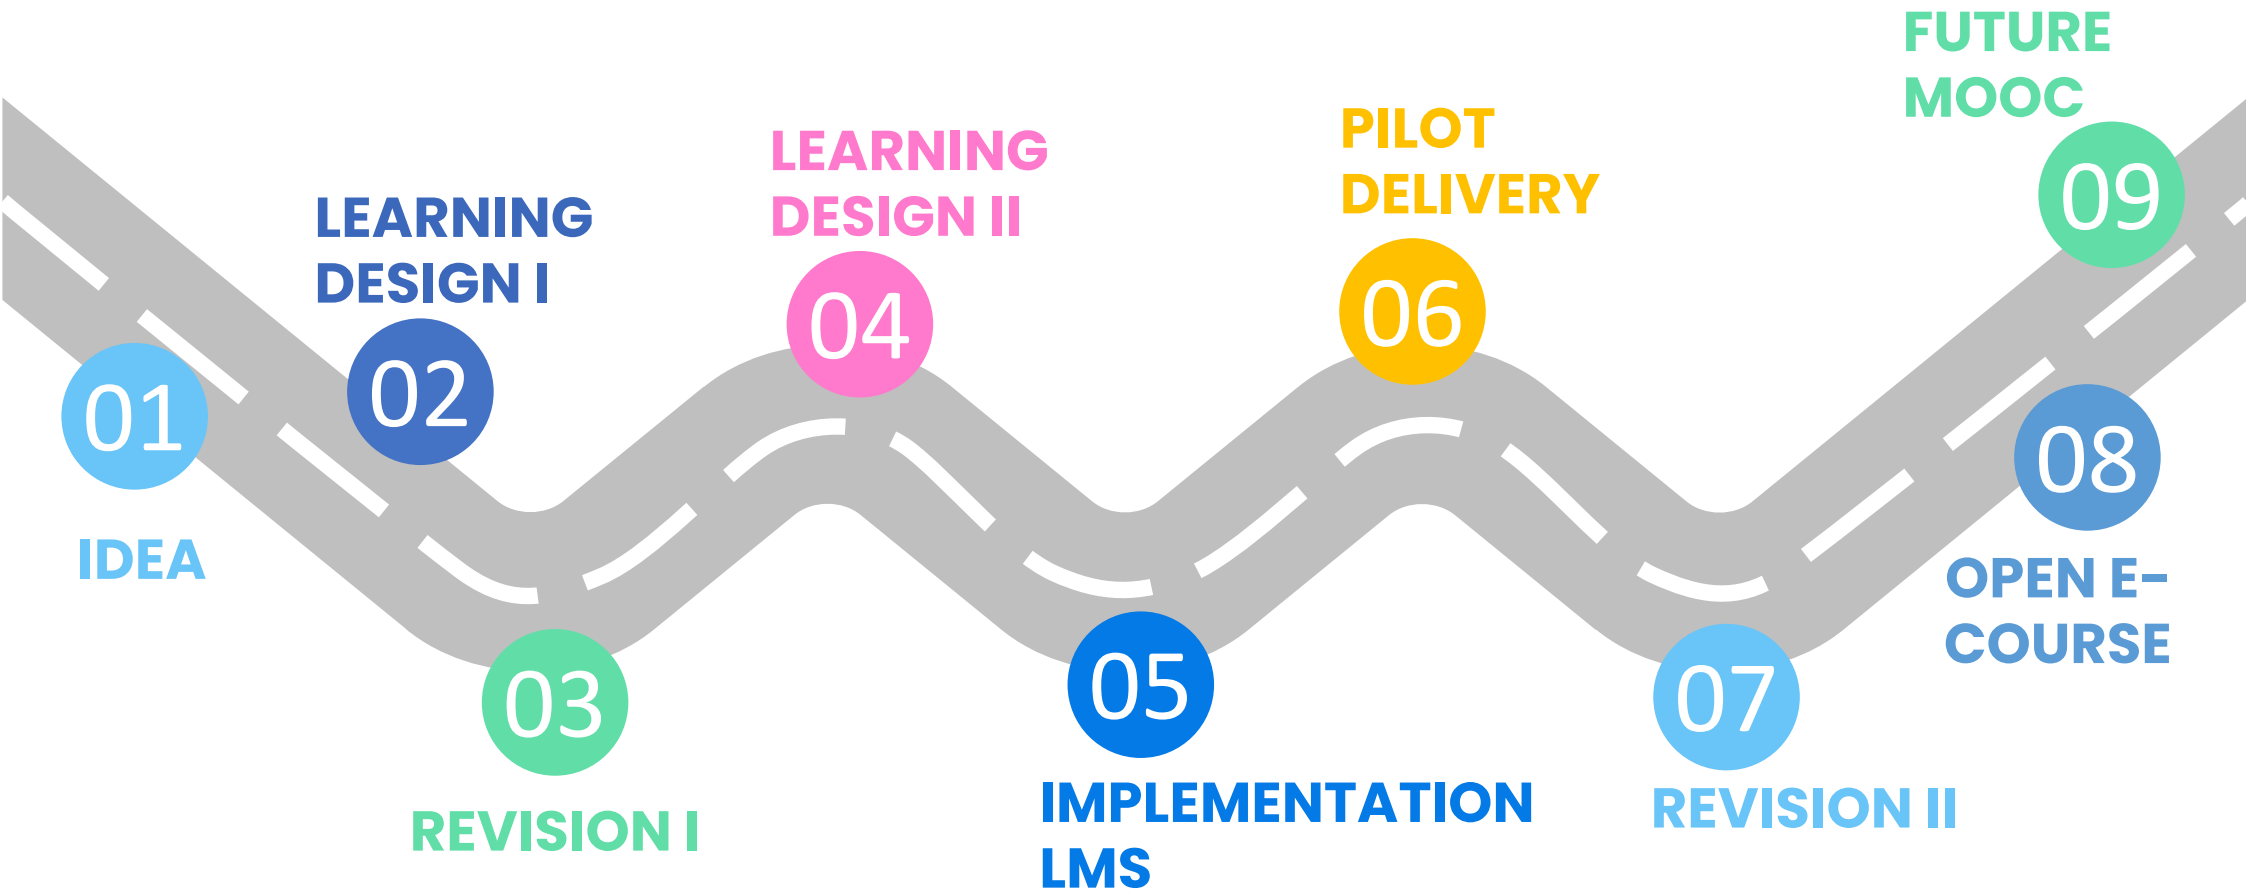 01
IDEA
LEARNING
DESIGN I
02
03
REVISION I
LEARNING
DESIGN II
04
05
IMPLEMENTATION
LMS
PILOT
DELIVERY
06
07
REVISION II
08
OPEN E-
COURSE
FUTURE
MOOC
09